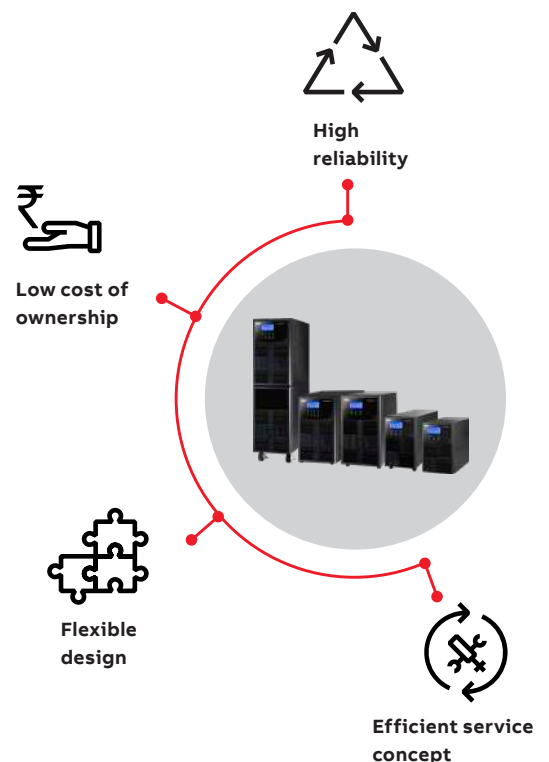 High
reliability
₹
Low cost of
ownership
Flexible
design
Efficient service
concept